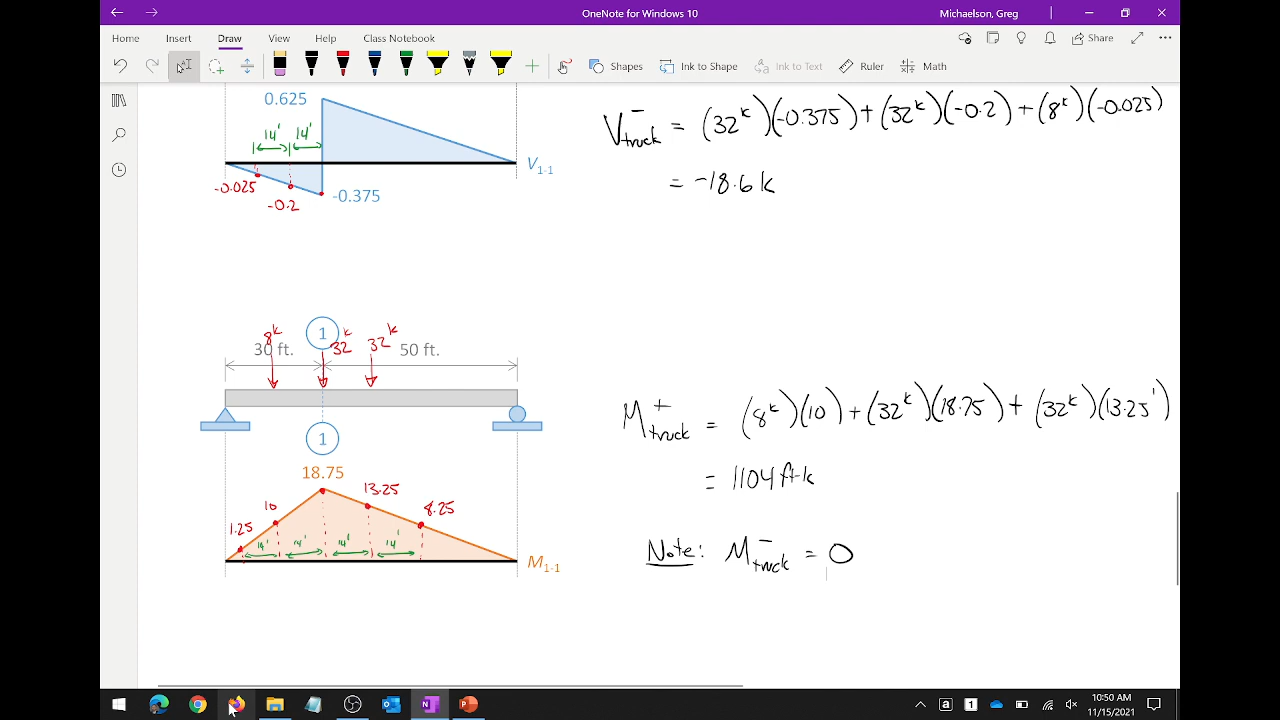 OneNote for Windows 10
Michaelson, Greg
Home Insert Draw View Help Class Notebook
Share
Shapes Ink to Shape Ink to Text Ruler Math
0.625
14' 14'
V1-1
-0.025
-0.2
-0.375
V⁻truck = (32ᵏ)(-0.375) + (32ᵏ)(-0.2) + (8ᵏ)(-0.025)
= -18.6 k
8ᵏ 1 32ᵏ 32ᵏ
30 ft. 50 ft.
1
18.75
1.25 10 13.25 8.25
14' 14' 14' 14'
M1-1
M⁺truck = (8ᵏ)(10) + (32ᵏ)(18.75) + (32ᵏ)(13.25')
= 1104 ft-k
Note: M⁻truck = 0
10:50 AM
11/15/2021